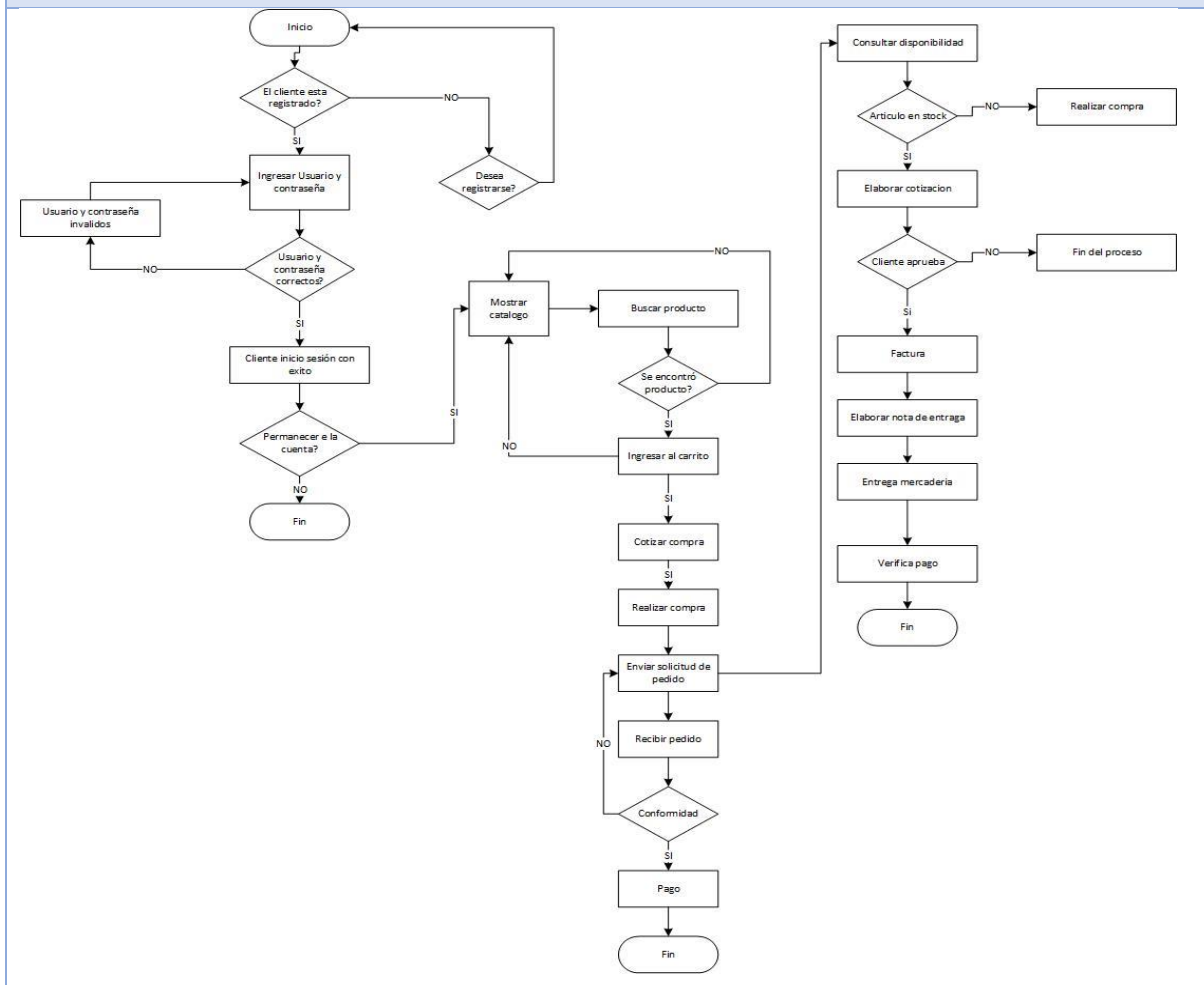 Inicio
El cliente esta
registrado?
NO
SI
Ingresar Usuario y
contraseña
Desea
registrarse?
Usuario y contraseña
invalidos
Usuario y
contraseña
correctos?
NO
SI
Cliente inicio sesión con
exito
Permanecer e la
cuenta?
SI
NO
Fin
Mostrar
catalogo
NO
Buscar producto
Se encontró
producto?
SI
NO
Ingresar al carrito
SI
Cotizar compra
SI
Realizar compra
Enviar solicitud de
pedido
Recibir pedido
NO
Conformidad
SI
Pago
Fin
Consultar disponibilidad
Articulo en stock
NO
Realizar compra
SI
Elaborar cotizacion
Cliente aprueba
NO
Fin del proceso
Si
Factura
Elaborar nota de entraga
Entrega mercaderia
Verifica pago
Fin